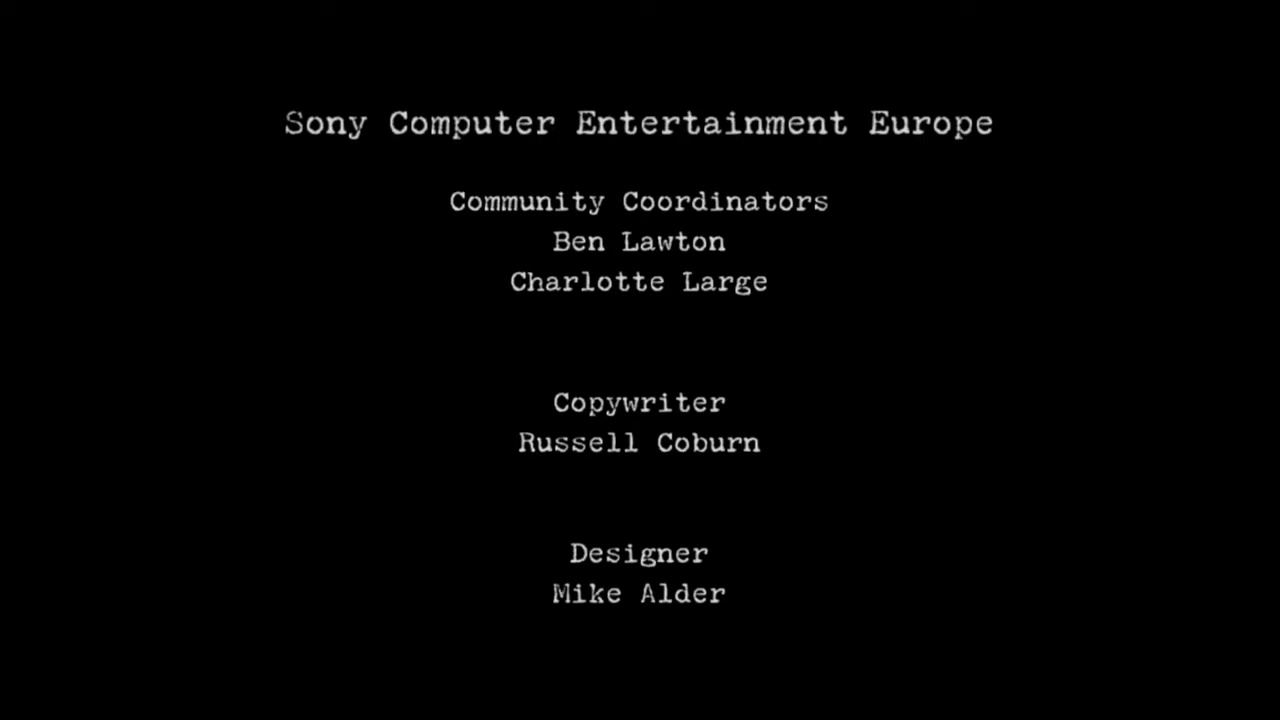 Sony Computer Entertainment Europe
Community Coordinators
Ben Lawton
Charlotte Large
Copywriter
Russell Coburn
Designer
Mike Alder